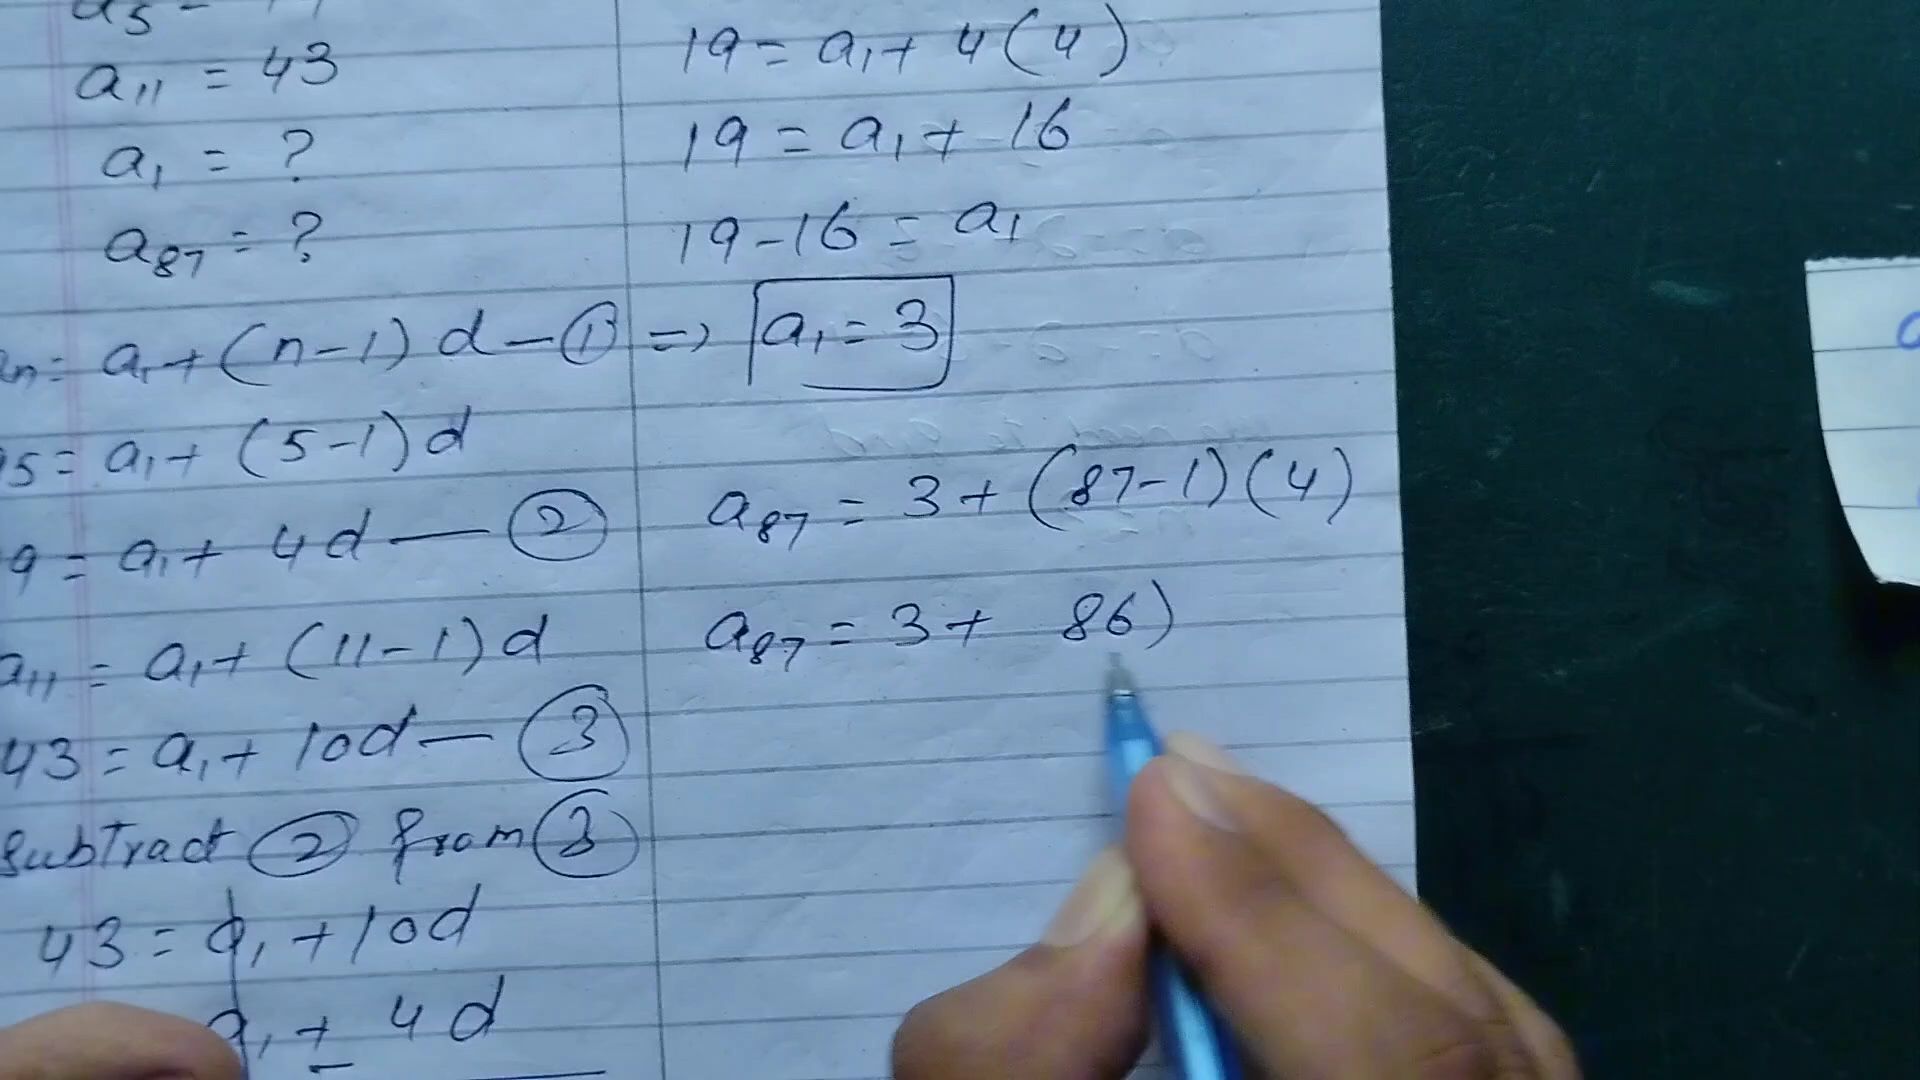 a₁₁ = 43
a₁ = ?
a₈₇ = ?
aₙ = a₁ + (n-1) d — ①
a₅ = a₁ + (5-1) d
19 = a₁ + 4d — ②
a₁₁ = a₁ + (11-1) d
43 = a₁ + 10d — ③
Subtract ② from ③
43 = a₁ + 10d
a₁ + 4d
19 = a₁ + 4(4)
19 = a₁ + 16
19-16 = a₁
=> a₁ = 3
a₈₇ = 3 + (87-1) (4)
a₈₇ = 3 + 86)